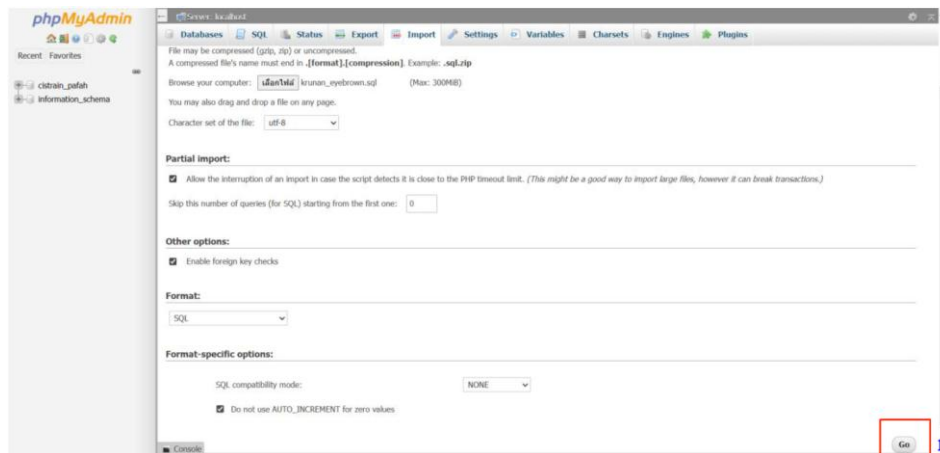 phpMyAdmin
Recent Favorites
cistrain_pafah
information_schema
Server: localhost
Databases SQL Status Export Import Settings Variables Charsets Engines Plugins
File may be compressed (gzip, zip) or uncompressed.
A compressed file's name must end in .[format].[compression]. Example: .sql.zip
Browse your computer: เลือกไฟล์ krunan_eyebrown.sql (Max: 300MiB)
You may also drag and drop a file on any page.
Character set of the file: utf-8
Partial import:
Allow the interruption of an import in case the script detects it is close to the PHP timeout limit. (This might be a good way to import large files, however it can break transactions.)
Skip this number of queries (for SQL) starting from the first one: 0
Other options:
Enable foreign key checks
Format:
SQL
Format-specific options:
SQL compatibility mode: NONE
Do not use AUTO_INCREMENT for zero values
Go
Console